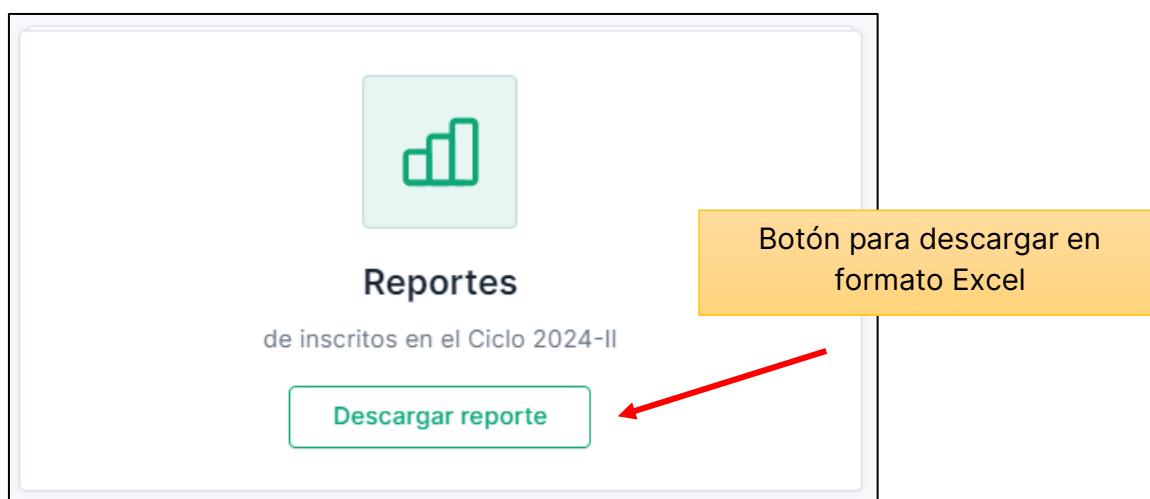 Botón para descargar en
formato Excel
Reportes
de inscritos en el Ciclo 2024-II
Descargar reporte